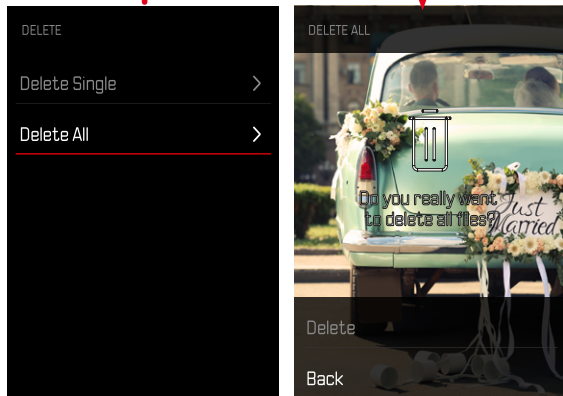 DELETE
Delete Single
Delete All
DELETE ALL
Do you really want
to delete all files?
Just
Married
Delete
Back